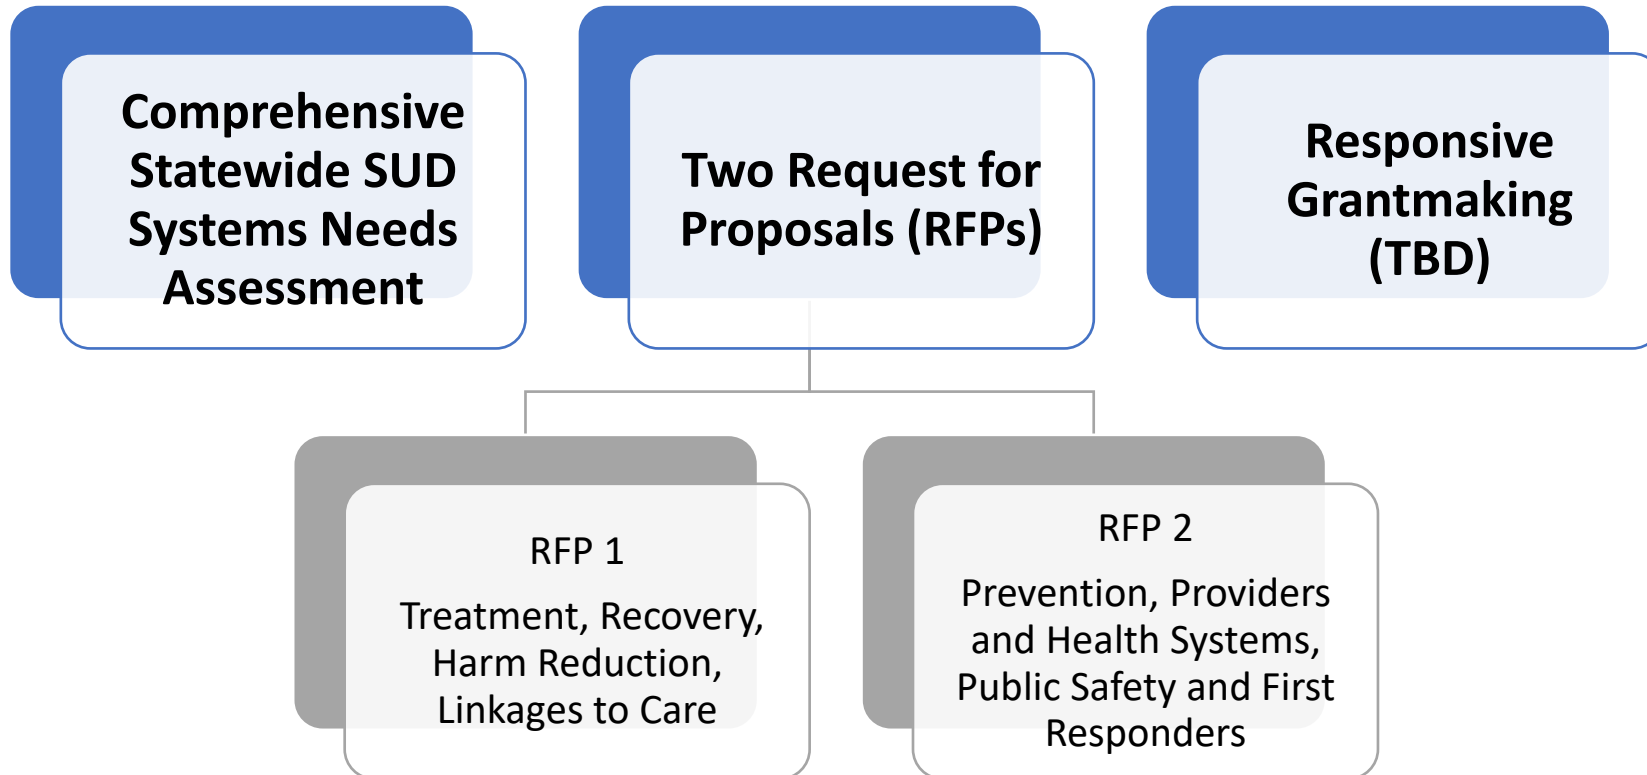 Comprehensive
Statewide SUD
Systems Needs
Assessment
Two Request for
Proposals (RFPs)
Responsive
Grantmaking
(TBD)
RFP 1
Treatment, Recovery,
Harm Reduction,
Linkages to Care
RFP 2
Prevention, Providers
and Health Systems,
Public Safety and First
Responders